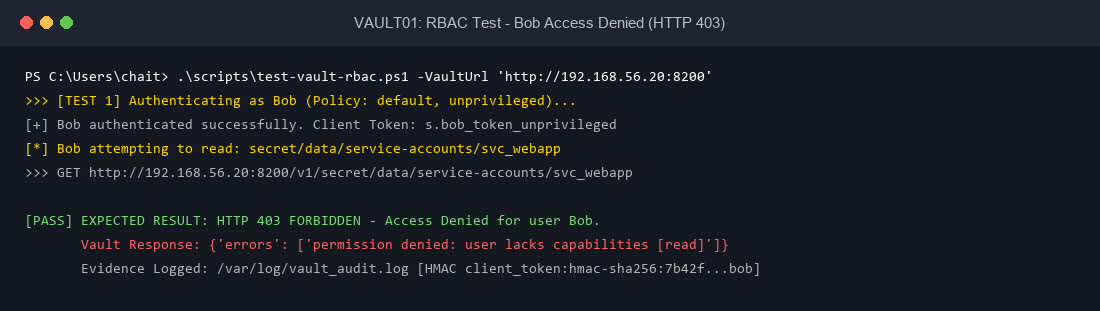 VAULT01: RBAC Test - Bob Access Denied (HTTP 403)
PS C:\Users\chait> .\scripts\test-vault-rbac.ps1 -VaultUrl 'http://192.168.56.20:8200'
>>> [TEST 1] Authenticating as Bob (Policy: default, unprivileged)...
[+] Bob authenticated successfully. Client Token: s.bob_token_unprivileged
[*] Bob attempting to read: secret/data/service-accounts/svc_webapp
>>> GET http://192.168.56.20:8200/v1/secret/data/service-accounts/svc_webapp
[PASS] EXPECTED RESULT: HTTP 403 FORBIDDEN - Access Denied for user Bob.
Vault Response: {'errors': ['permission denied: user lacks capabilities [read]']}
Evidence Logged: /var/log/vault_audit.log [HMAC client_token:hmac-sha256:7b42f...bob]